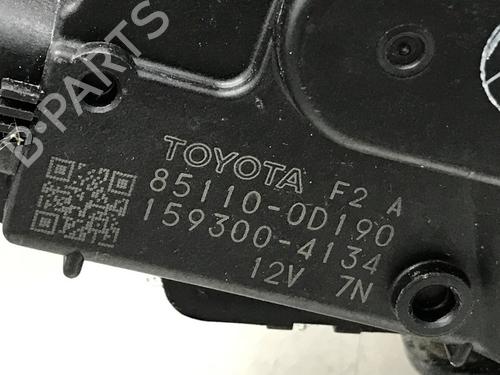 B-PARTS
TOYOTA F2 A
85110-0D190
159300-4134
12V 7N